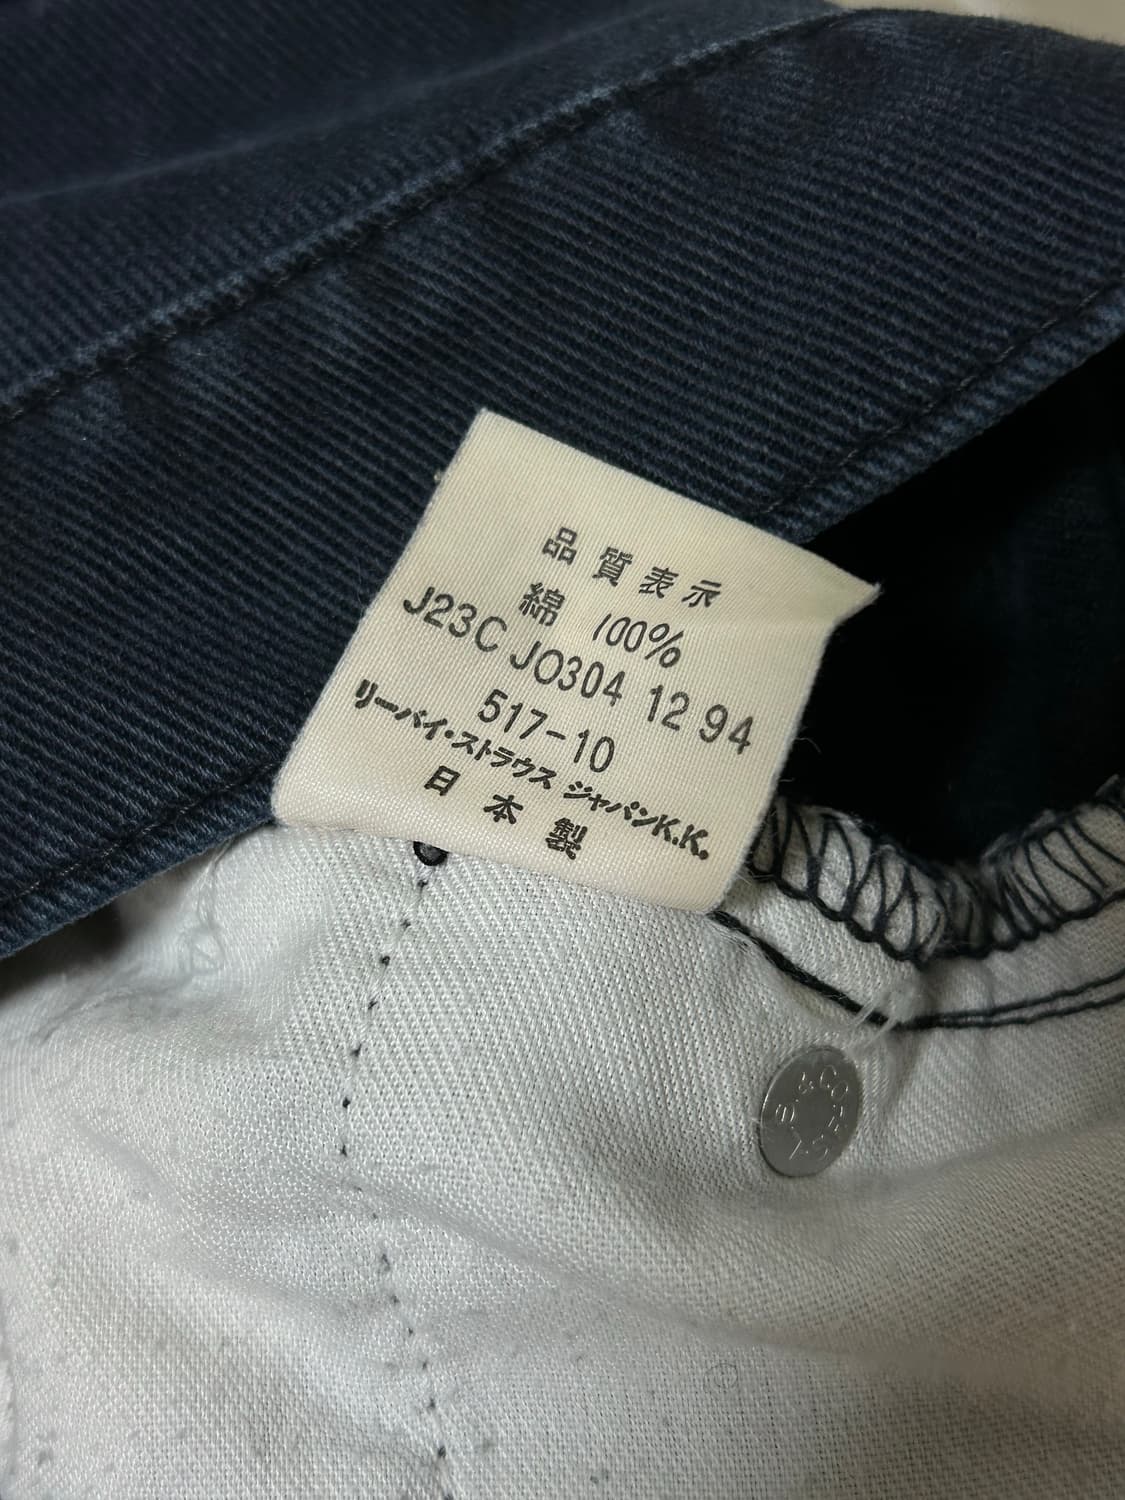 品質表示
綿 100%
J23C JO304 12 94
517-10
リーバイ・ストラウス ジャパンK.K.
日本製
& CO